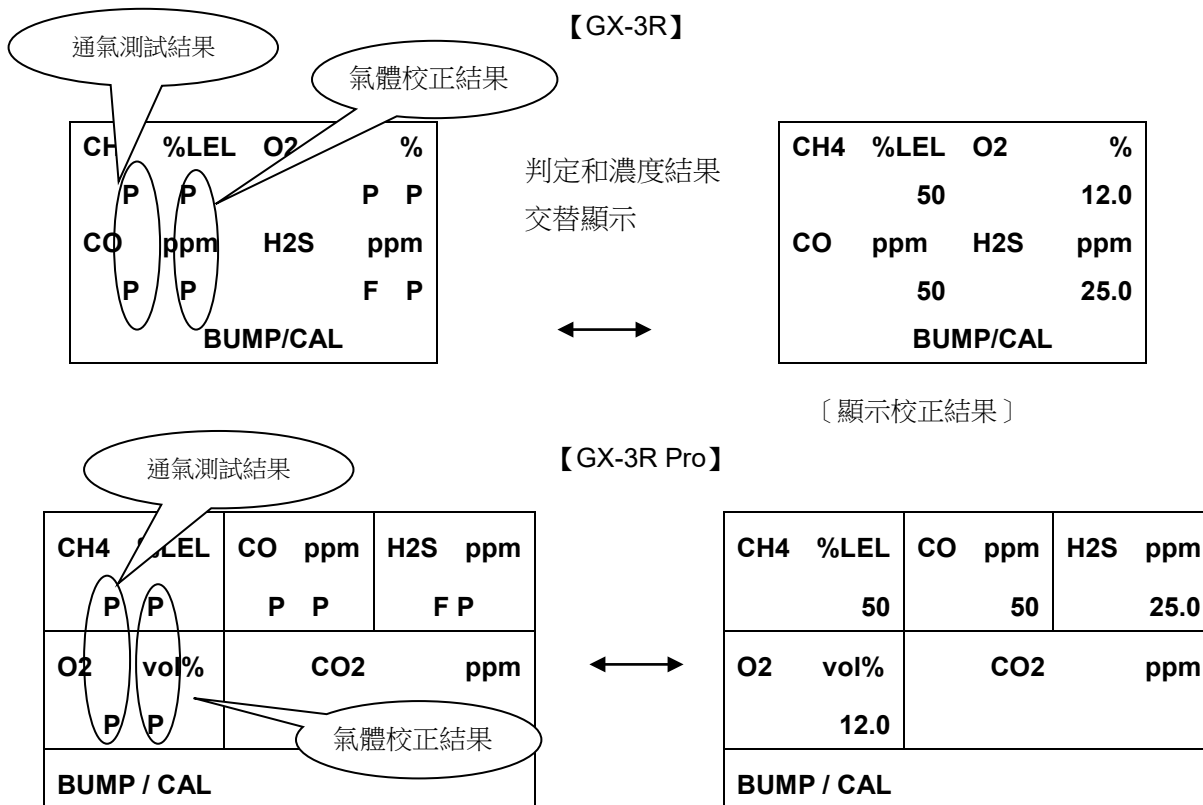 【GX-3R】
通氣測試結果
氣體校正結果
CH %LEL O2 %
P P P P
CO ppm H2S ppm
P P F P
BUMP/CAL
判定和濃度結果
交替顯示
CH4 %LEL O2 %
50 12.0
CO ppm H2S ppm
50 25.0
BUMP/CAL
〔顯示校正結果〕
【GX-3R Pro】
通氣測試結果
CH4 %LEL CO ppm H2S ppm
P P P P F P
O2 vol% CO2 ppm
P P
氣體校正結果
BUMP / CAL
CH4 %LEL CO ppm H2S ppm
50 50 25.0
O2 vol% CO2 ppm
12.0
BUMP / CAL